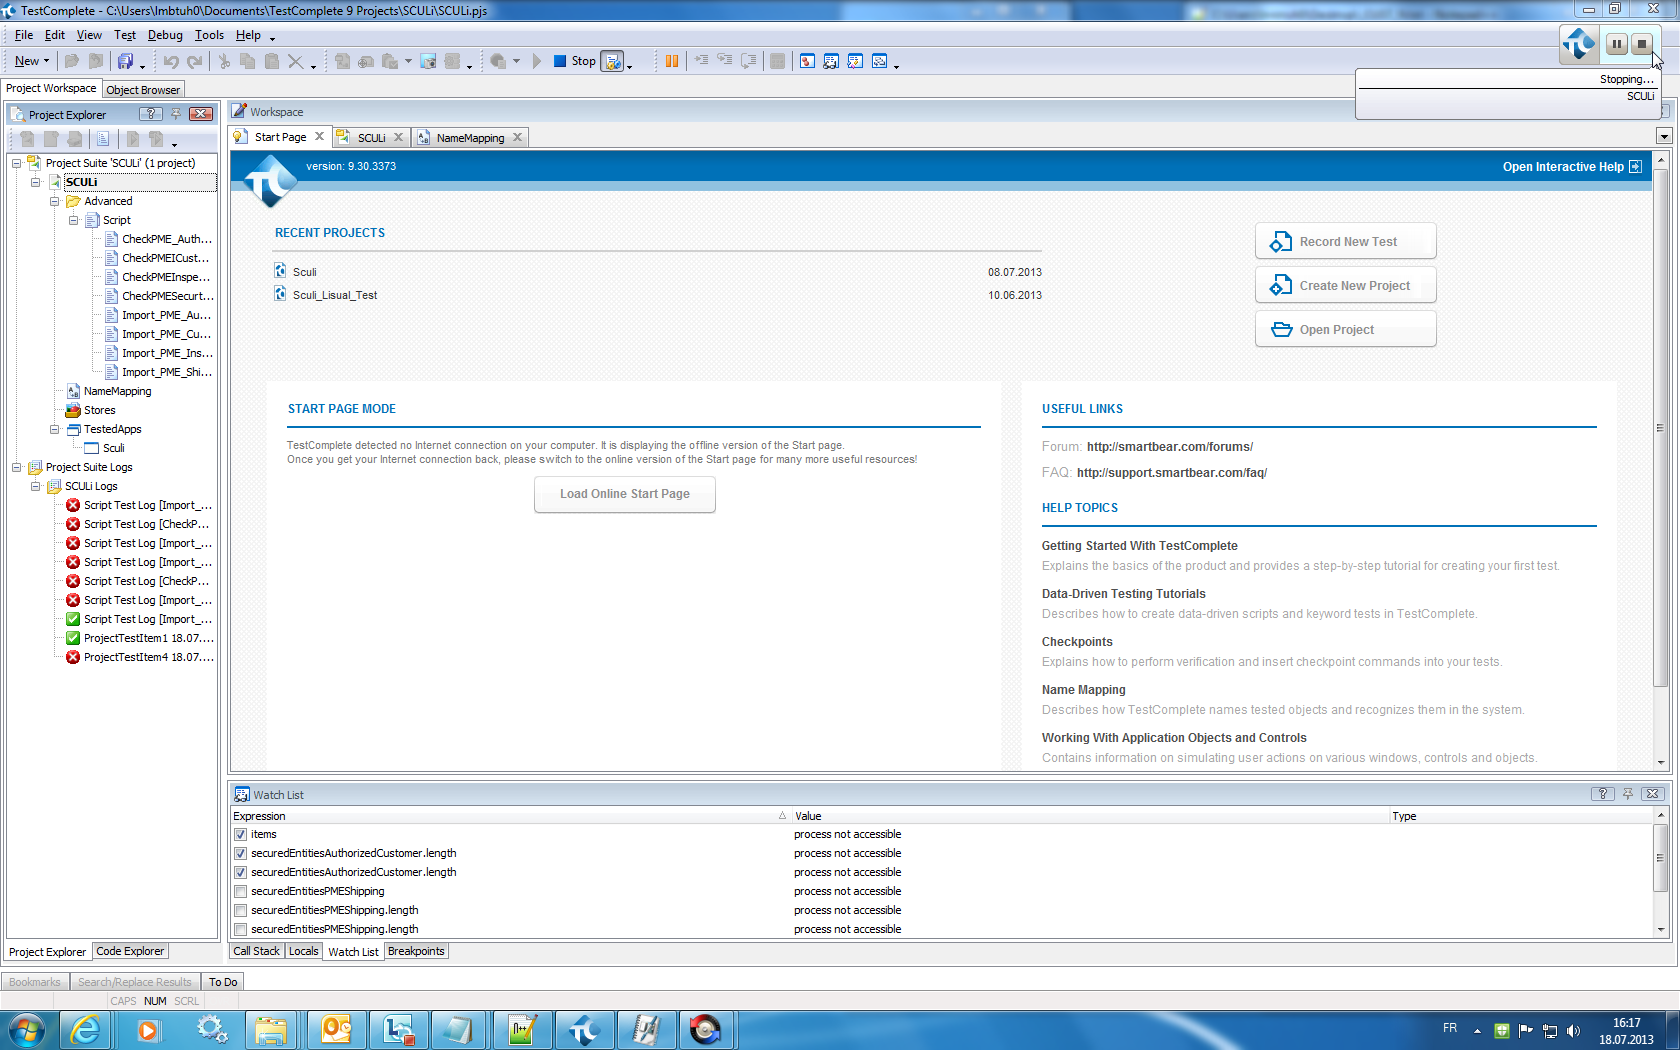 TestComplete - C:\Users\lmbtuh0\Documents\TestComplete 9 Projects\SCULi\SCULi.pjs
File Edit View Test Debug Tools Help
New Stop
Stopping...
SCULi
Project Workspace Object Browser
Project Explorer
Project Suite 'SCULi' (1 project)
SCULi
Advanced
Script
CheckPME_Auth...
CheckPMEICust...
CheckPMEInspe...
CheckPMESecurt...
Import_PME_Au...
Import_PME_Cu...
Import_PME_Ins...
Import_PME_Shi...
NameMapping
Stores
TestedApps
Sculi
Project Suite Logs
SCULi Logs
Script Test Log [Import_...
Script Test Log [CheckP...
Script Test Log [Import_...
Script Test Log [Import_...
Script Test Log [CheckP...
Script Test Log [Import_...
Script Test Log [Import_...
ProjectTestItem1 18.07....
ProjectTestItem4 18.07....
Project Explorer Code Explorer
Workspace
Start Page SCULi NameMapping
version: 9.30.3373
Open Interactive Help
RECENT PROJECTS
Sculi 08.07.2013
Sculi_Lisual_Test 10.06.2013
Record New Test
Create New Project
Open Project
START PAGE MODE
TestComplete detected no Internet connection on your computer. It is displaying the offline version of the Start page.
Once you get your Internet connection back, please switch to the online version of the Start page for many more useful resources!
Load Online Start Page
USEFUL LINKS
Forum: http://smartbear.com/forums/
FAQ: http://support.smartbear.com/faq/
HELP TOPICS
Getting Started With TestComplete
Explains the basics of the product and provides a step-by-step tutorial for creating your first test.
Data-Driven Testing Tutorials
Describes how to create data-driven scripts and keyword tests in TestComplete.
Checkpoints
Explains how to perform verification and insert checkpoint commands into your tests.
Name Mapping
Describes how TestComplete names tested objects and recognizes them in the system.
Working With Application Objects and Controls
Contains information on simulating user actions on various windows, controls and objects.
Watch List
Expression Value Type
items process not accessible
securedEntitiesAuthorizedCustomer.length process not accessible
securedEntitiesAuthorizedCustomer.length process not accessible
securedEntitiesPMEShipping process not accessible
securedEntitiesPMEShipping.length process not accessible
securedEntitiesPMEShipping.length process not accessible
Call Stack Locals Watch List Breakpoints
Bookmarks Search/Replace Results To Do
CAPS NUM SCRL
FR
16:17
18.07.2013